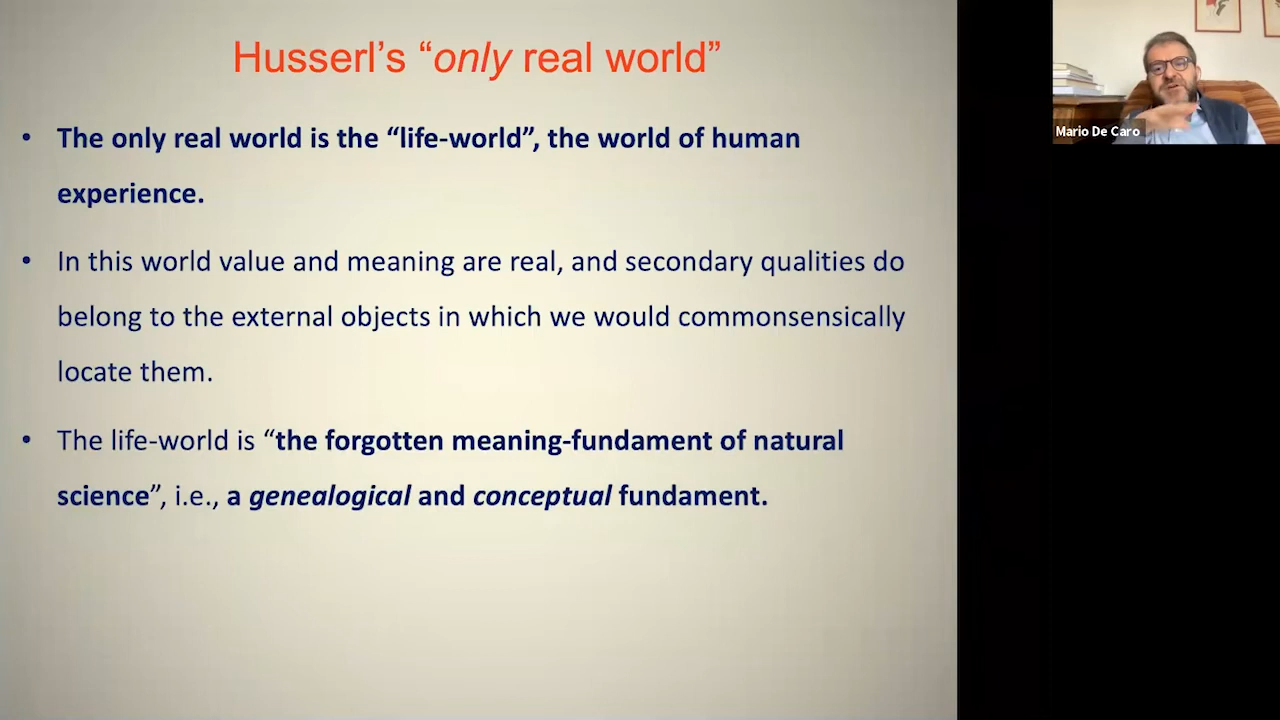 Husserl’s “only real world”
• The only real world is the “life-world”, the world of human
experience.
• In this world value and meaning are real, and secondary qualities do
belong to the external objects in which we would commonsensically
locate them.
• The life-world is “the forgotten meaning-fundament of natural
science”, i.e., a genealogical and conceptual fundament.
Mario De Caro